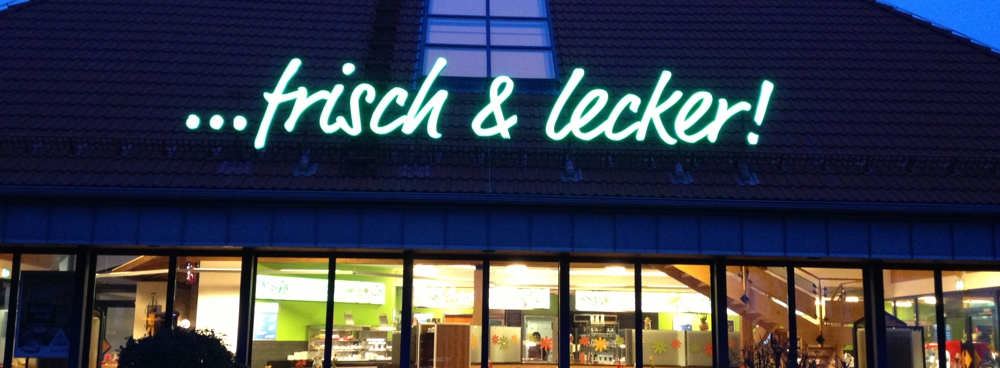 ...frisch & lecker!